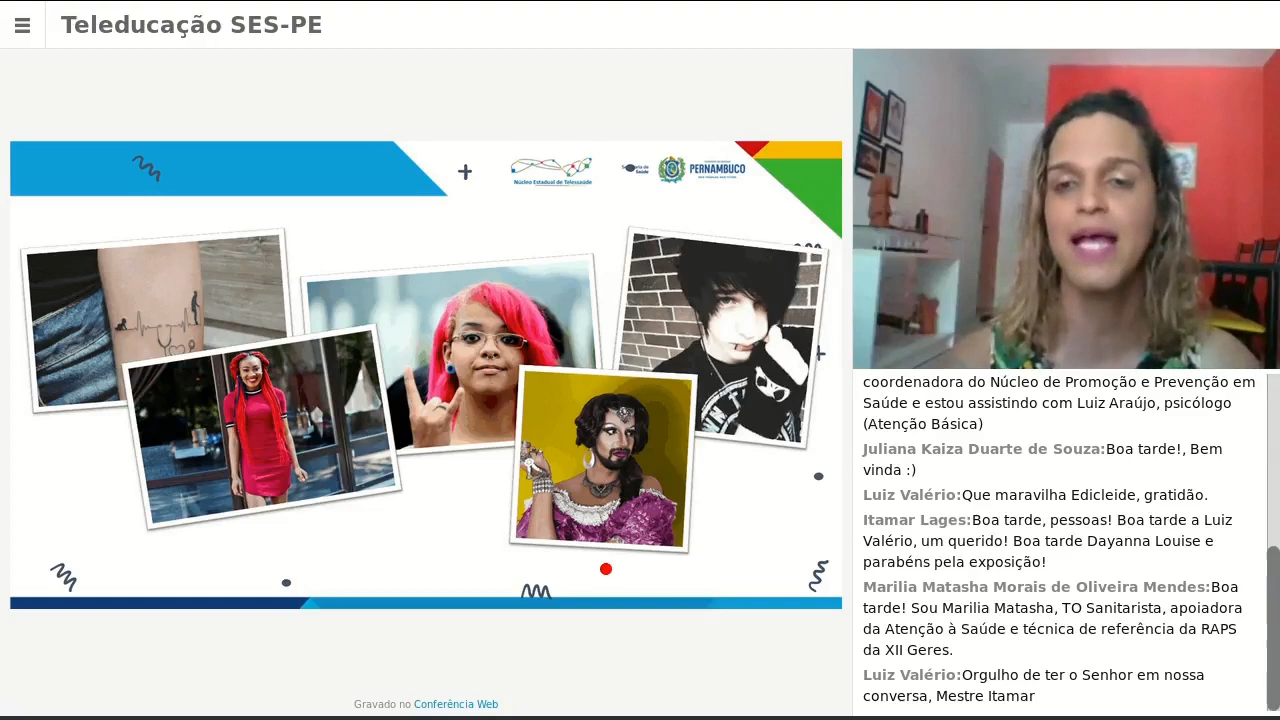 Teleducação SES-PE
Núcleo Estadual de Telessaúde
PERNAMBUCO
coordenadora do Núcleo de Promoção e Prevenção em
Saúde e estou assistindo com Luiz Araújo, psicólogo
(Atenção Básica)
Juliana Kaiza Duarte de Souza:Boa tarde!, Bem
vinda :)
Luiz Valério:Que maravilha Edicleide, gratidão.
Itamar Lages:Boa tarde, pessoas! Boa tarde a Luiz
Valério, um querido! Boa tarde Dayanna Louise e
parabéns pela exposição!
Marilia Matasha Morais de Oliveira Mendes:Boa
tarde! Sou Marilia Matasha, TO Sanitarista, apoiadora
da Atenção à Saúde e técnica de referência da RAPS
da XII Geres.
Luiz Valério:Orgulho de ter o Senhor em nossa
conversa, Mestre Itamar
Gravado no Conferência Web